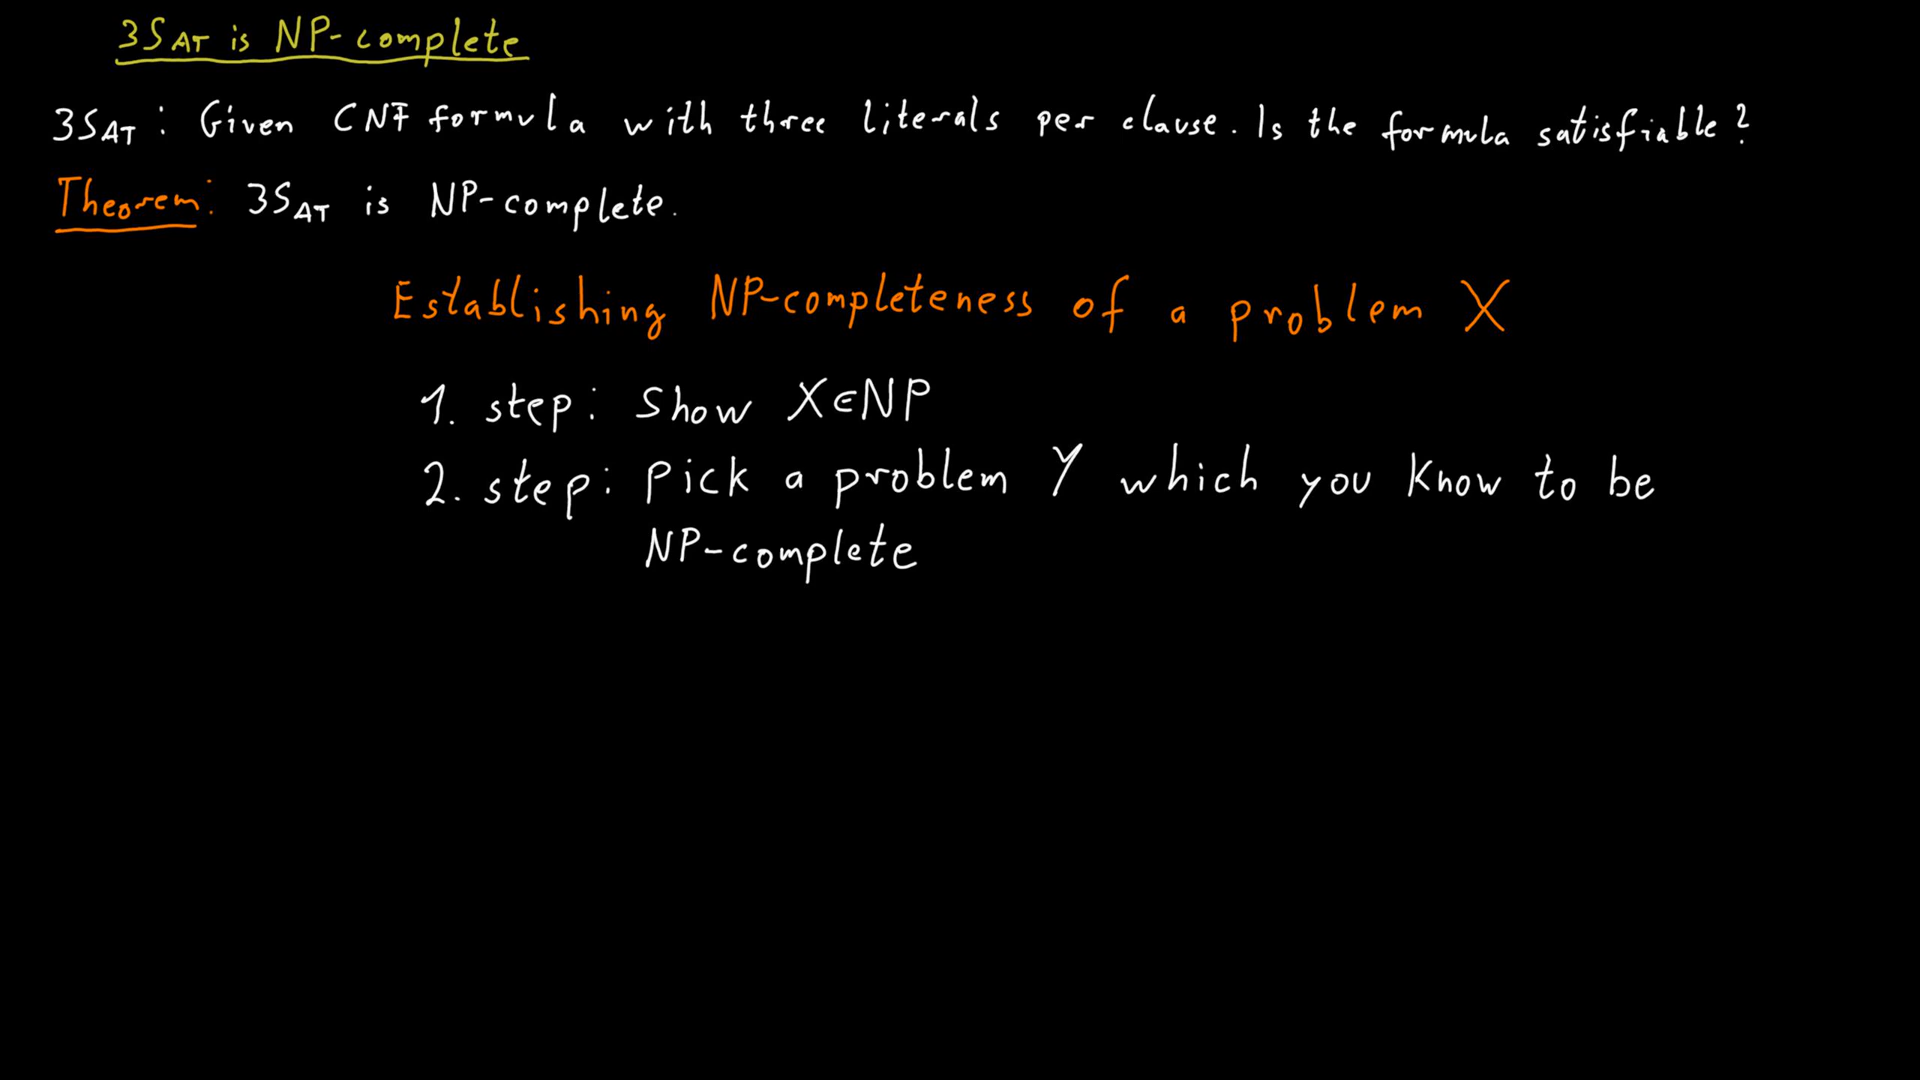 3SAT is NP-complete
3SAT: Given CNF formula with three literals per clause. Is the formula satisfiable?
Theorem: 3SAT is NP-complete.
Establishing NP-completeness of a problem X
1. step: Show X∈NP
2. step: Pick a problem Y which you know to be
NP-complete